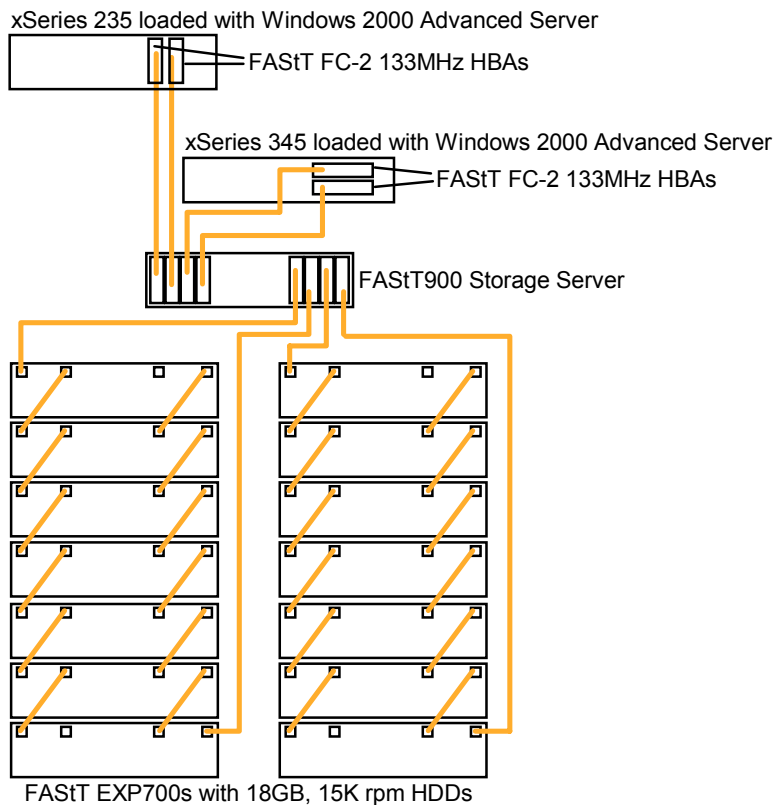 xSeries 235 loaded with Windows 2000 Advanced Server
FAStT FC-2 133MHz HBAs
xSeries 345 loaded with Windows 2000 Advanced Server
FAStT FC-2 133MHz HBAs
FAStT900 Storage Server
FAStT EXP700s with 18GB, 15K rpm HDDs